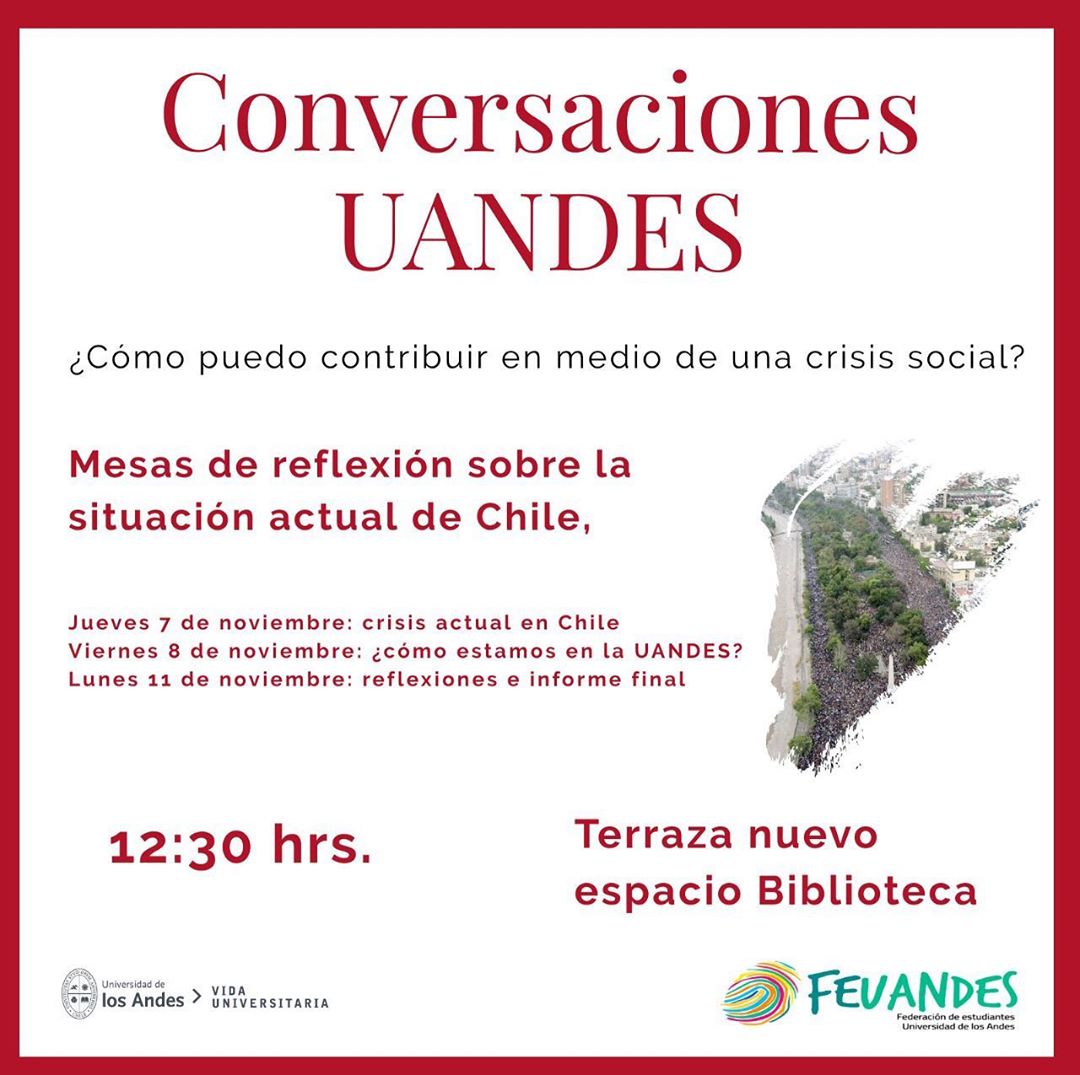 Conversaciones
UANDES
¿Cómo puedo contribuir en medio de una crisis social?
Mesas de reflexión sobre la
situación actual de Chile,
Jueves 7 de noviembre: crisis actual en Chile
Viernes 8 de noviembre: ¿cómo estamos en la UANDES?
Lunes 11 de noviembre: reflexiones e informe final
12:30 hrs.
Terraza nuevo
espacio Biblioteca
Universidad de
los Andes
VIDA
UNIVERSITARIA
FEUANDES
Federación de estudiantes
Universidad de los Andes